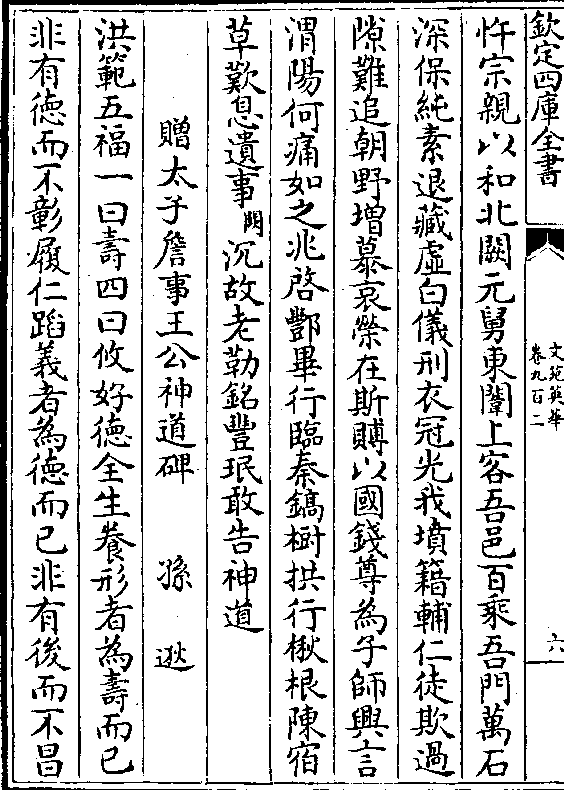 欽定四庫全書
文苑英華
卷九百二
六
忤宗親以和北闕元舅東闈上客吾邑百乘吾門萬石
深保純素退藏虛白儀刑衣冠光我墳籍輔仁徒欺過
隙難追朝野增慕哀榮在斯賻以國錢尊為子師輿言
渭陽何痛如之兆啓酆畢行臨秦鎬樹拱行楸根陳宿
草歎息遺事闕沉故老勒銘豐珉敢告神道
贈太子詹事王公神道碑 孫逖
洪範五福一曰壽四曰攸好德全生養形者為壽而已
非有德而不彰履仁蹈義者為德而已非有後而不昌